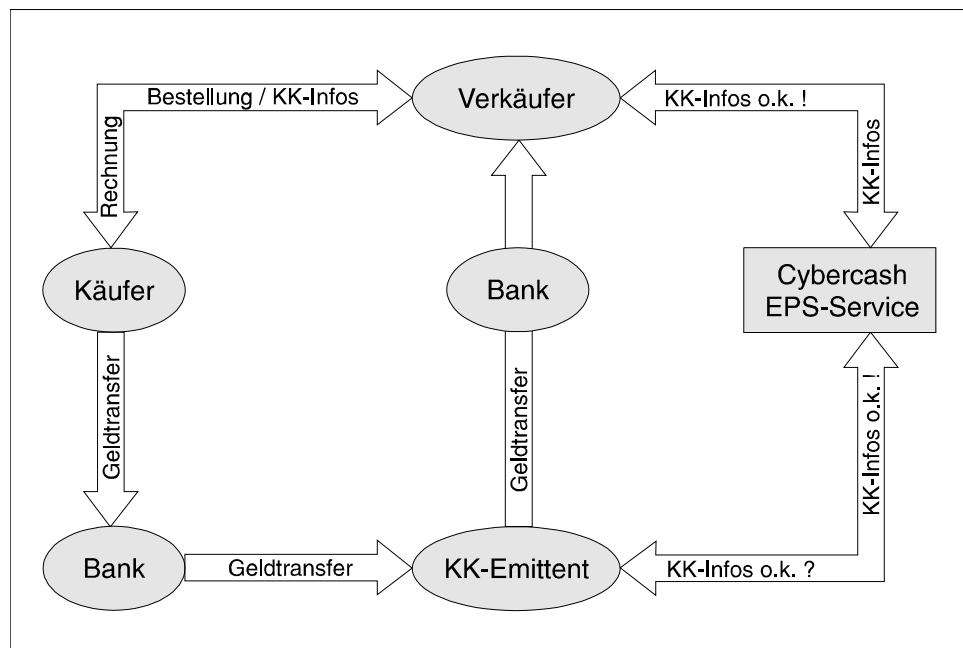 Bestellung / KK-Infos
Verkäufer
KK-Infos o.k. !
Rechnung
KK-Infos
Käufer
Bank
Cybercash
EPS-Service
Geldtransfer
Geldtransfer
KK-Infos o.k. !
Bank
Geldtransfer
KK-Emittent
KK-Infos o.k. ?